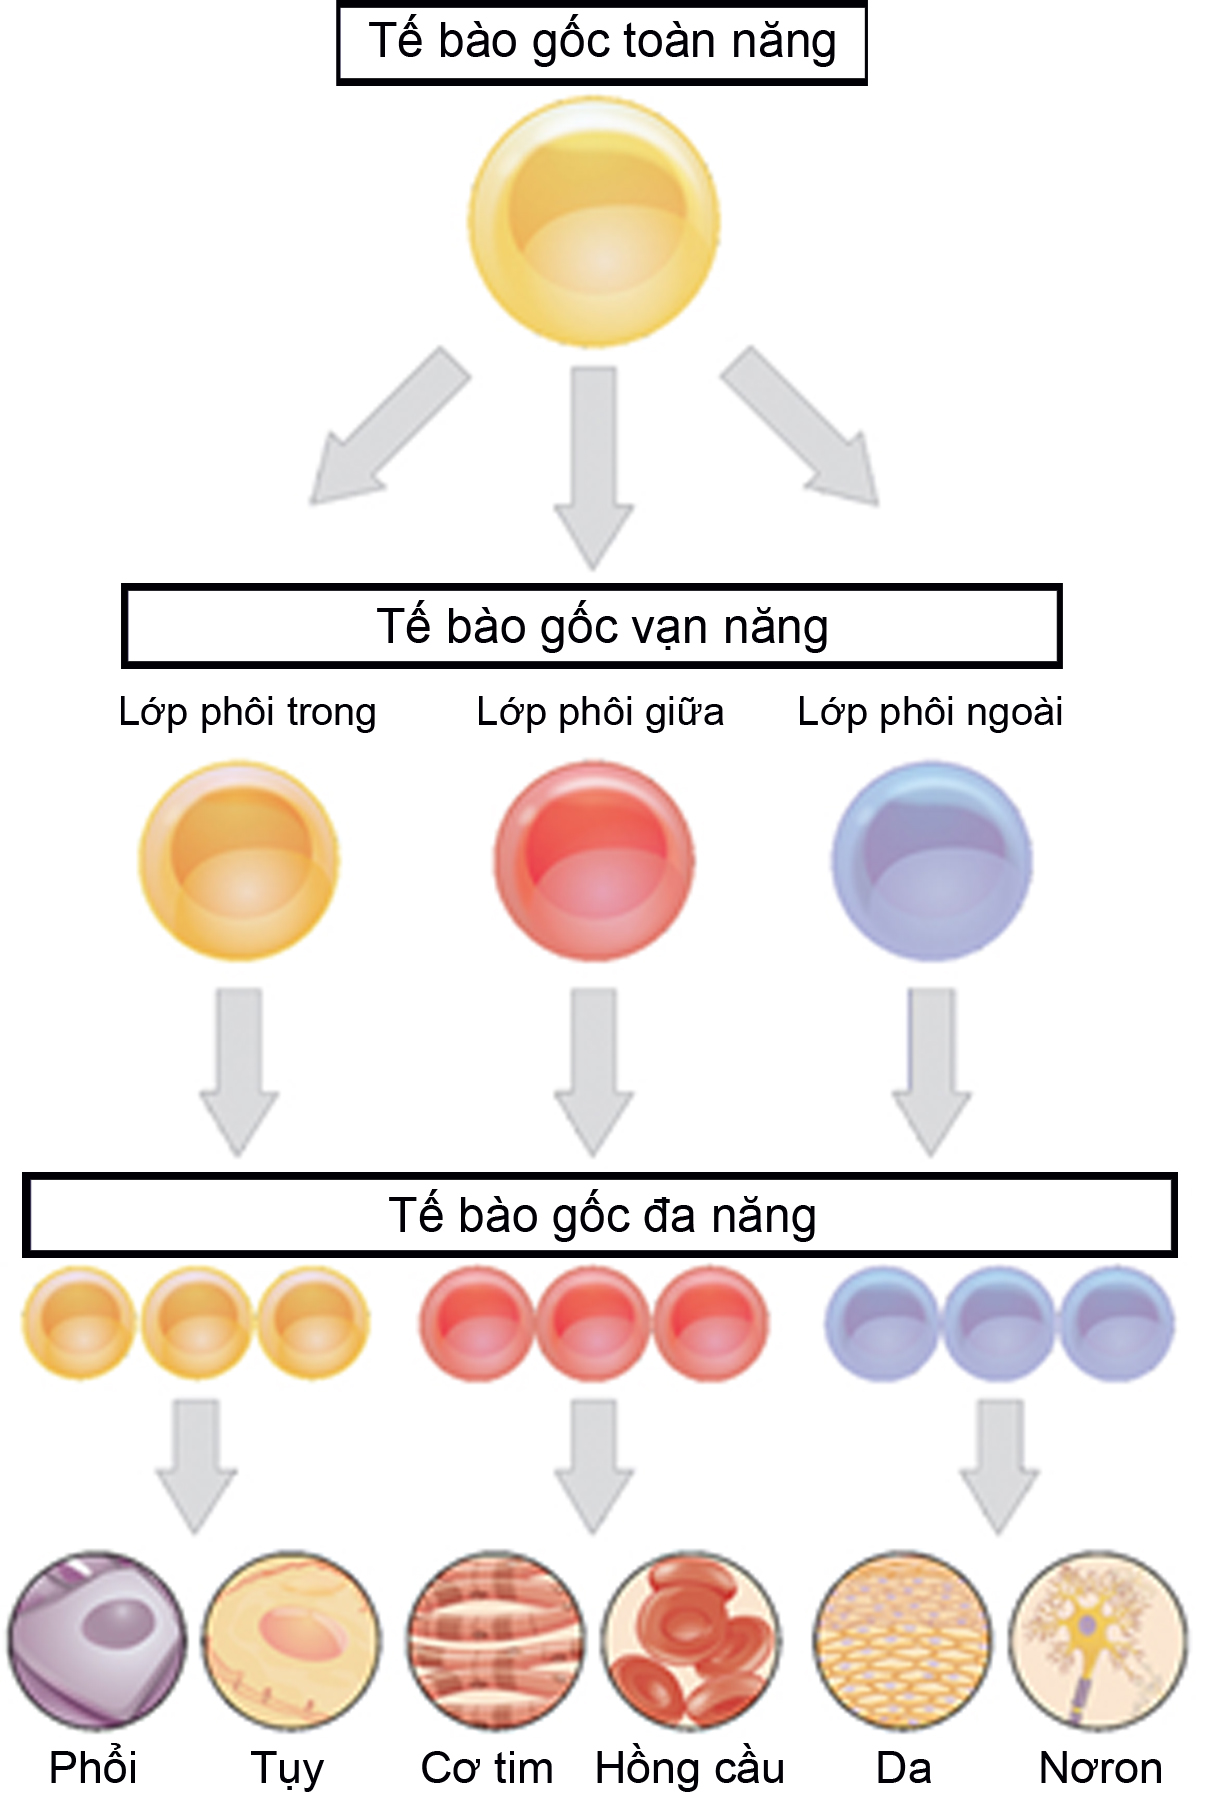 Tế bào gốc toàn năng
Tế bào gốc vạn năng
Lớp phôi trong
Lớp phôi giữa
Lớp phôi ngoài
Tế bào gốc đa năng
Phổi
Tụy
Cơ tim
Hồng cầu
Da
Nơron